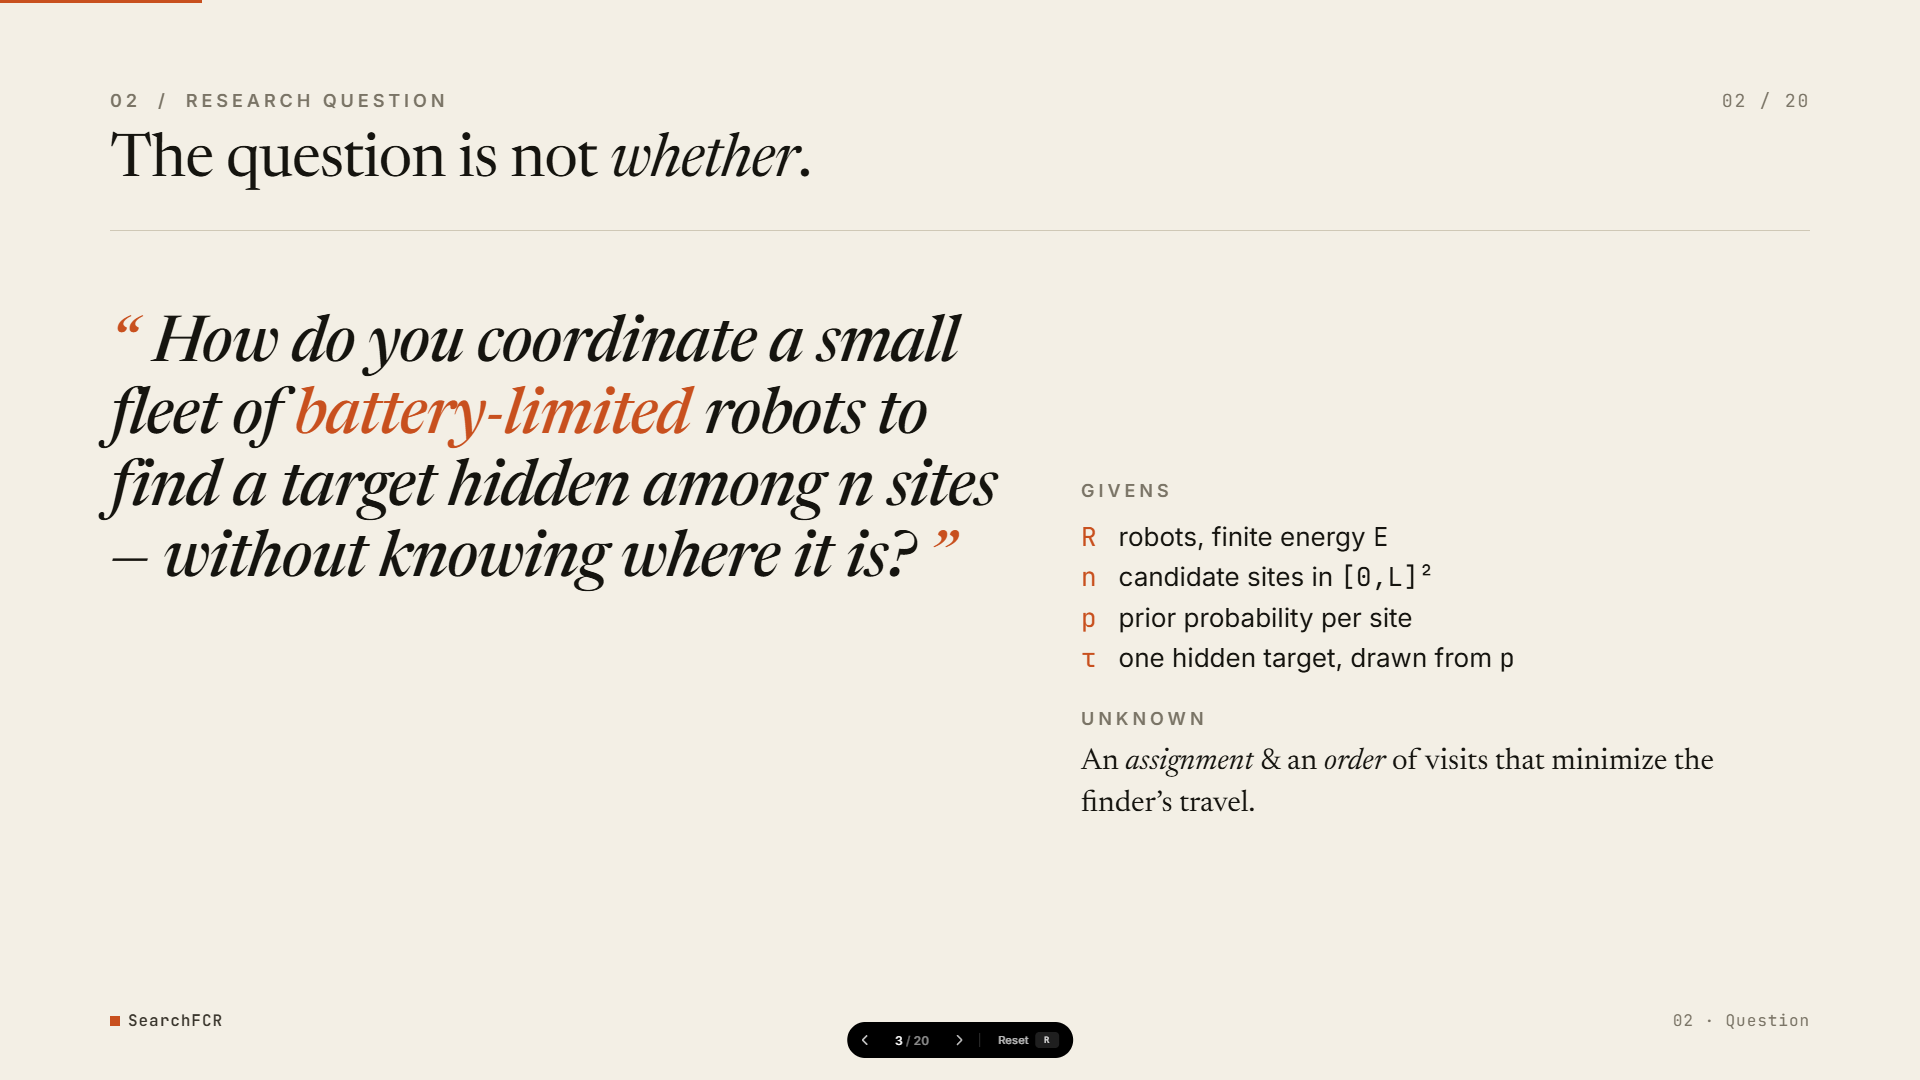 02 / RESEARCH QUESTION
02 / 20
The question is not whether.
“ How do you coordinate a small
fleet of battery-limited robots to
find a target hidden among n sites
– without knowing where it is? ”
GIVENS
R robots, finite energy E
n candidate sites in [0,L]²
p prior probability per site
τ one hidden target, drawn from p
UNKNOWN
An assignment & an order of visits that minimize the
finder’s travel.
SearchFCR
3 / 20
Reset R
02 · Question